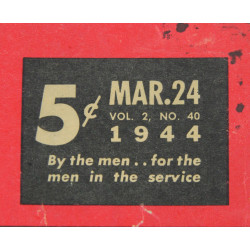 5¢ MAR.24
VOL. 2, NO. 40
1944
By the men . . for the
men in the service